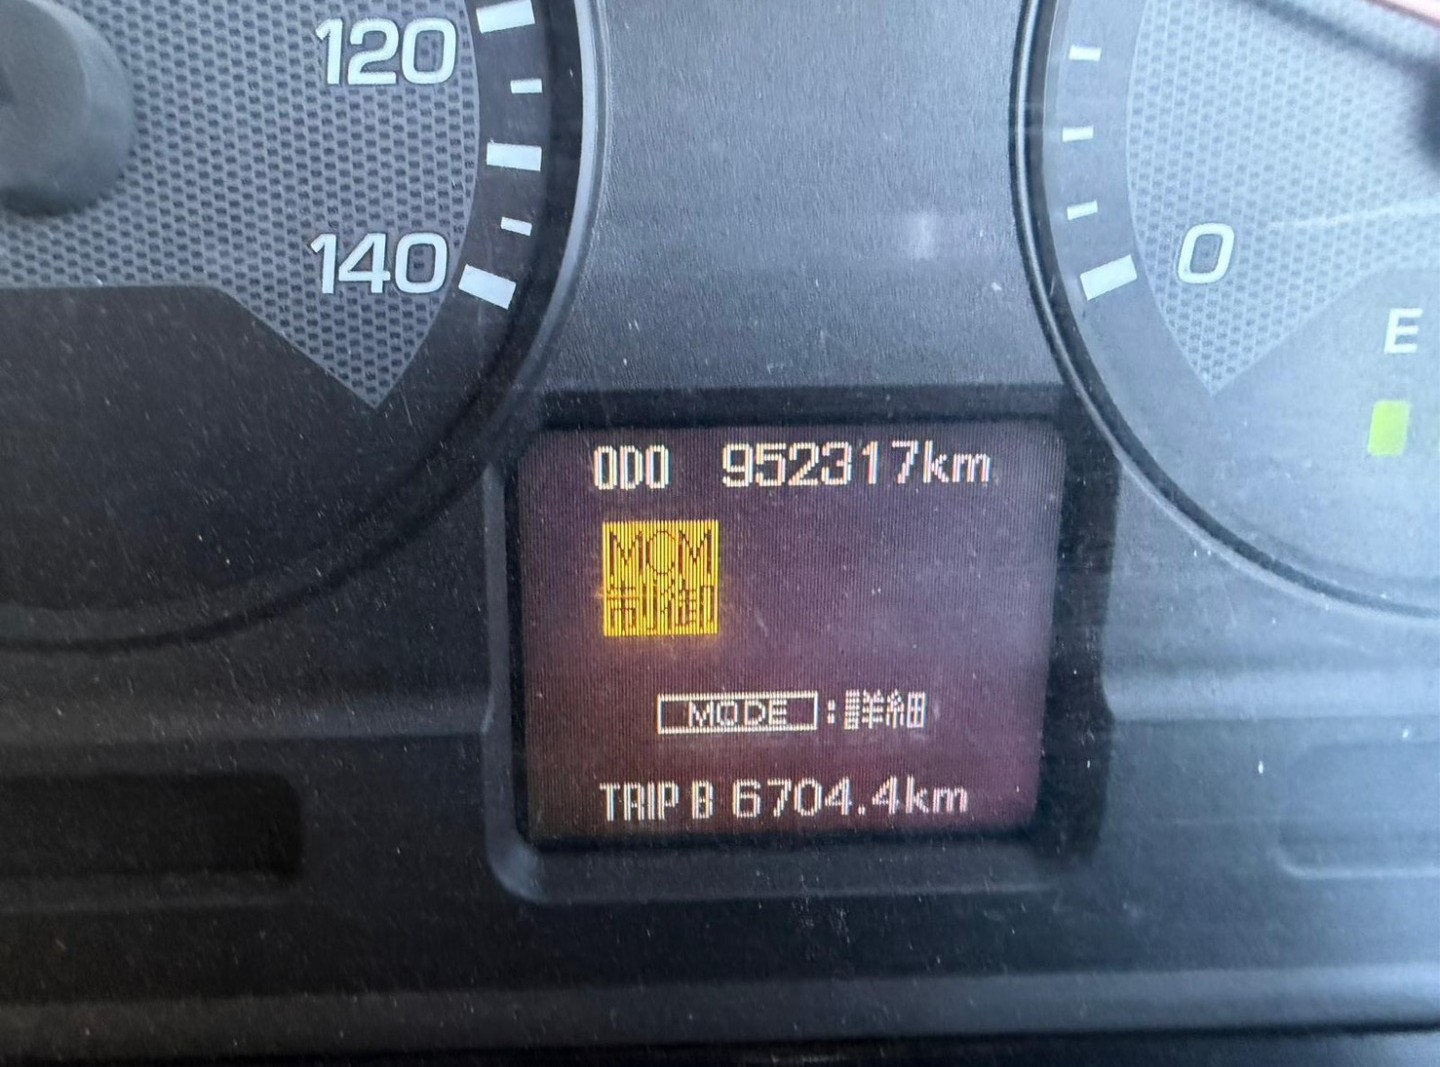 120
140
0
E
ODO 952317km
MCM
制御
MODE:詳細
TRIP B 6704.4km